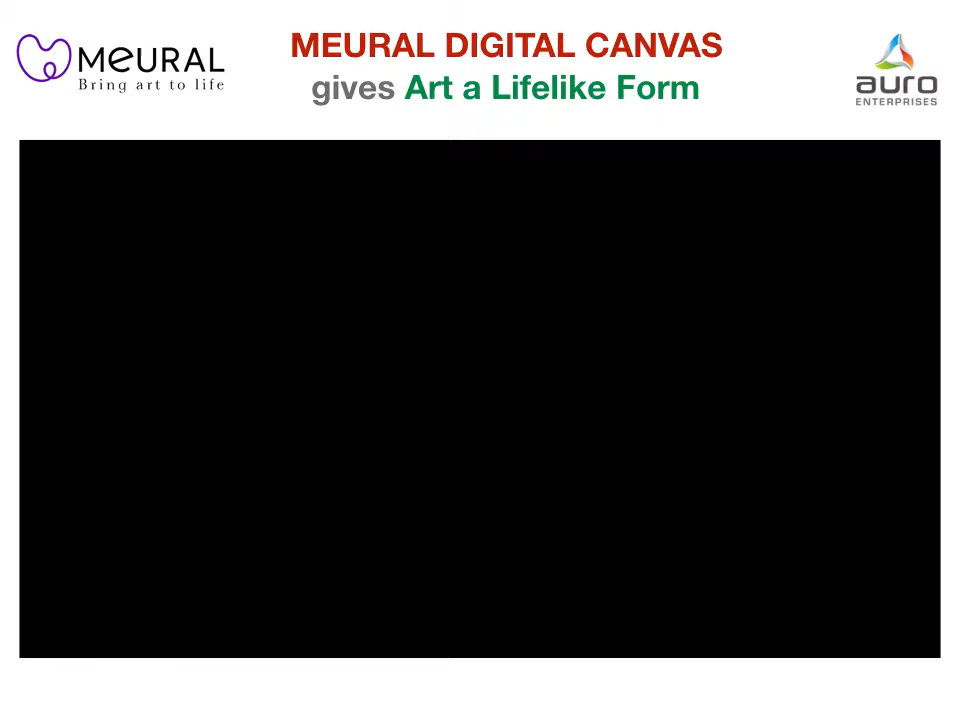 MEURAL
Bring art to life
MEURAL DIGITAL CANVAS
gives Art a Lifelike Form
auro
ENTERPRISES